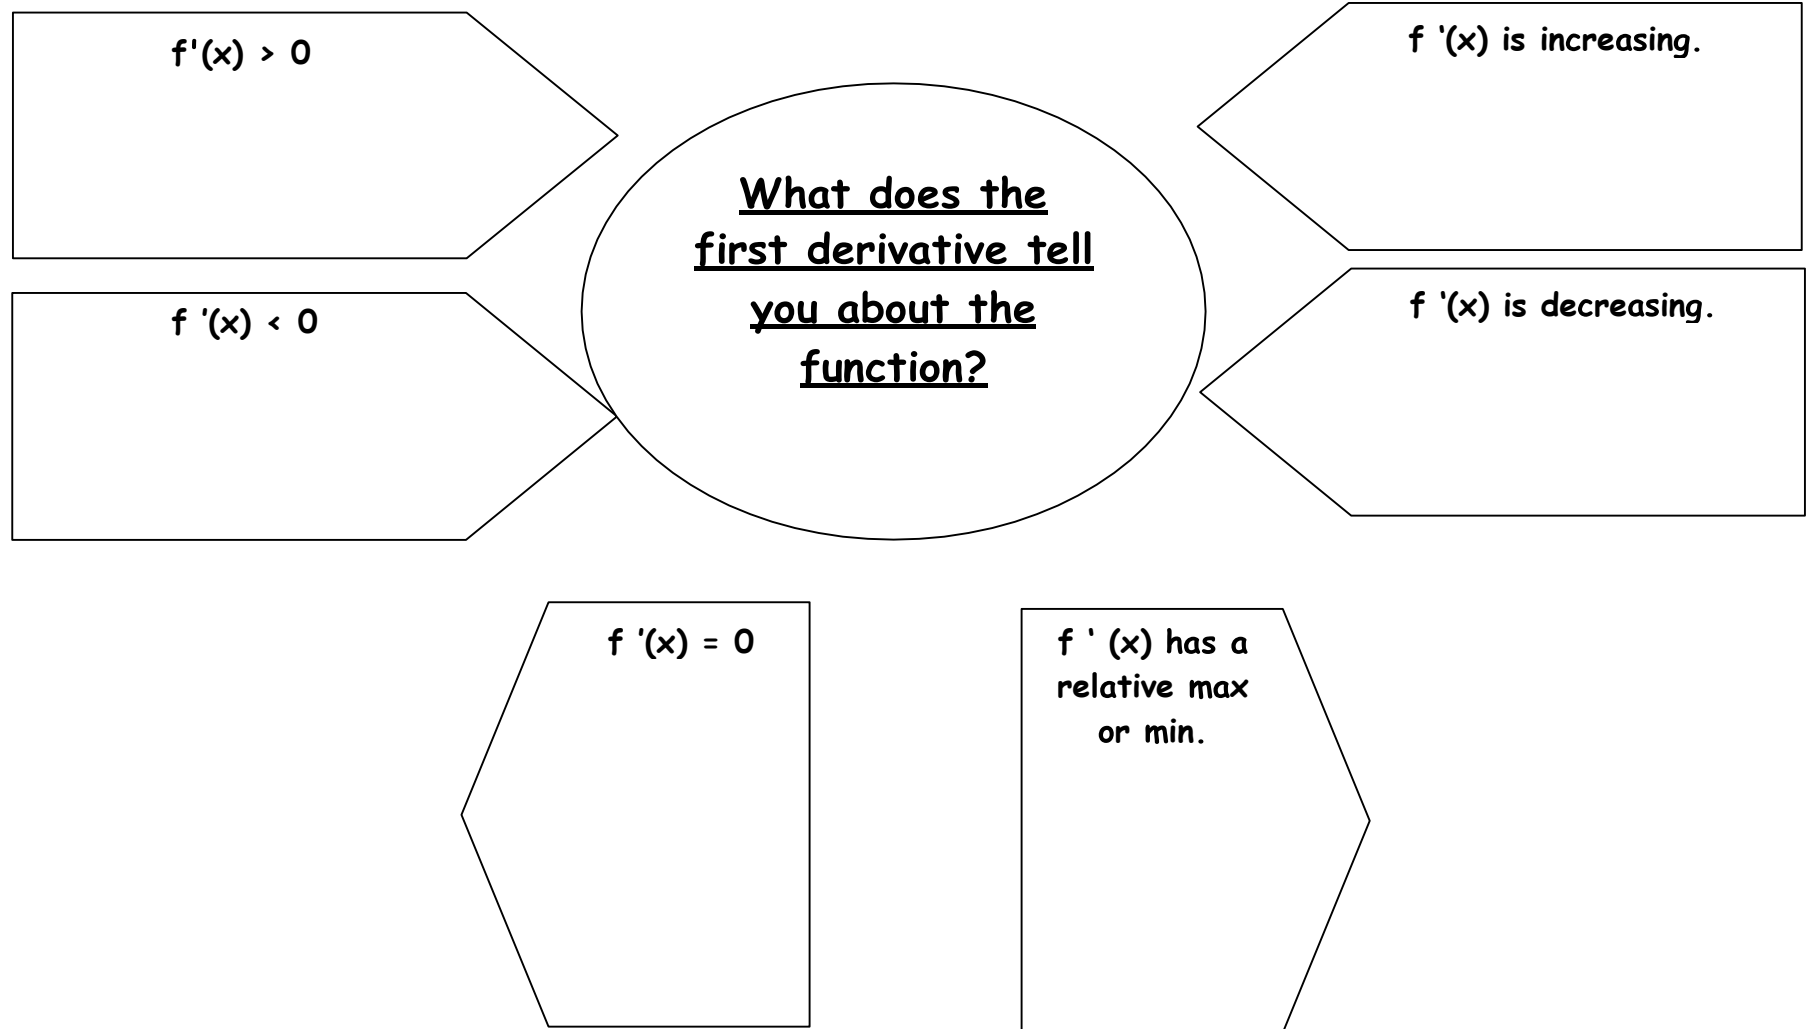 f'(x) > 0
f '(x) < 0
What does the
first derivative tell
you about the
function?
f '(x) is increasing.
f '(x) is decreasing.
f '(x) = 0
f ' (x) has a
relative max
or min.